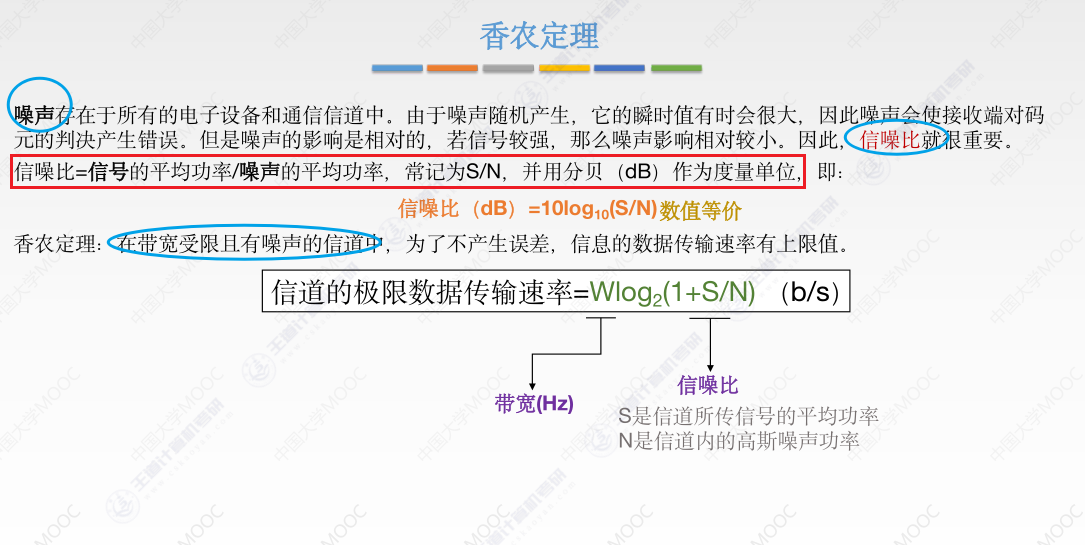 香农定理
噪声存在于所有的电子设备和通信信道中。由于噪声随机产生，它的瞬时值有时会很大，因此噪声会使接收端对码
元的判决产生错误。但是噪声的影响是相对的，若信号较强，那么噪声影响相对较小。因此，信噪比就很重要。
信噪比=信号的平均功率/噪声的平均功率，常记为S/N，并用分贝（dB）作为度量单位，即：
信噪比（dB）=10log₁₀(S/N) 数值等价
香农定理：在带宽受限且有噪声的信道中，为了不产生误差，信息的数据传输速率有上限值。
信道的极限数据传输速率=Wlog₂(1+S/N) （b/s）
信噪比
带宽(Hz)
S是信道所传信号的平均功率
N是信道内的高斯噪声功率
中国大学MOOC
王道计算机考研